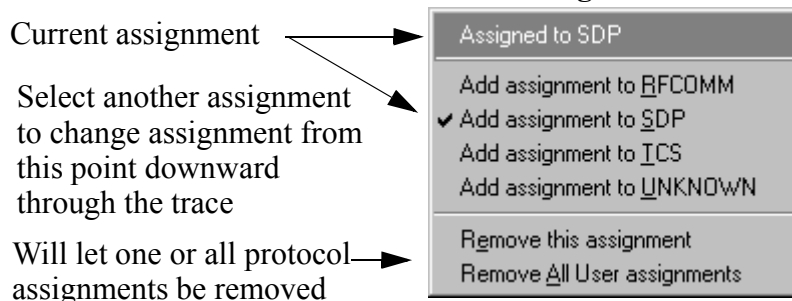 Current assignment
Select another assignment
to change assignment from
this point downward
through the trace
Will let one or all protocol
assignments be removed
Assigned to SDP
Add assignment to RFCOMM
✔ Add assignment to SDP
Add assignment to TCS
Add assignment to UNKNOWN
Remove this assignment
Remove All User assignments